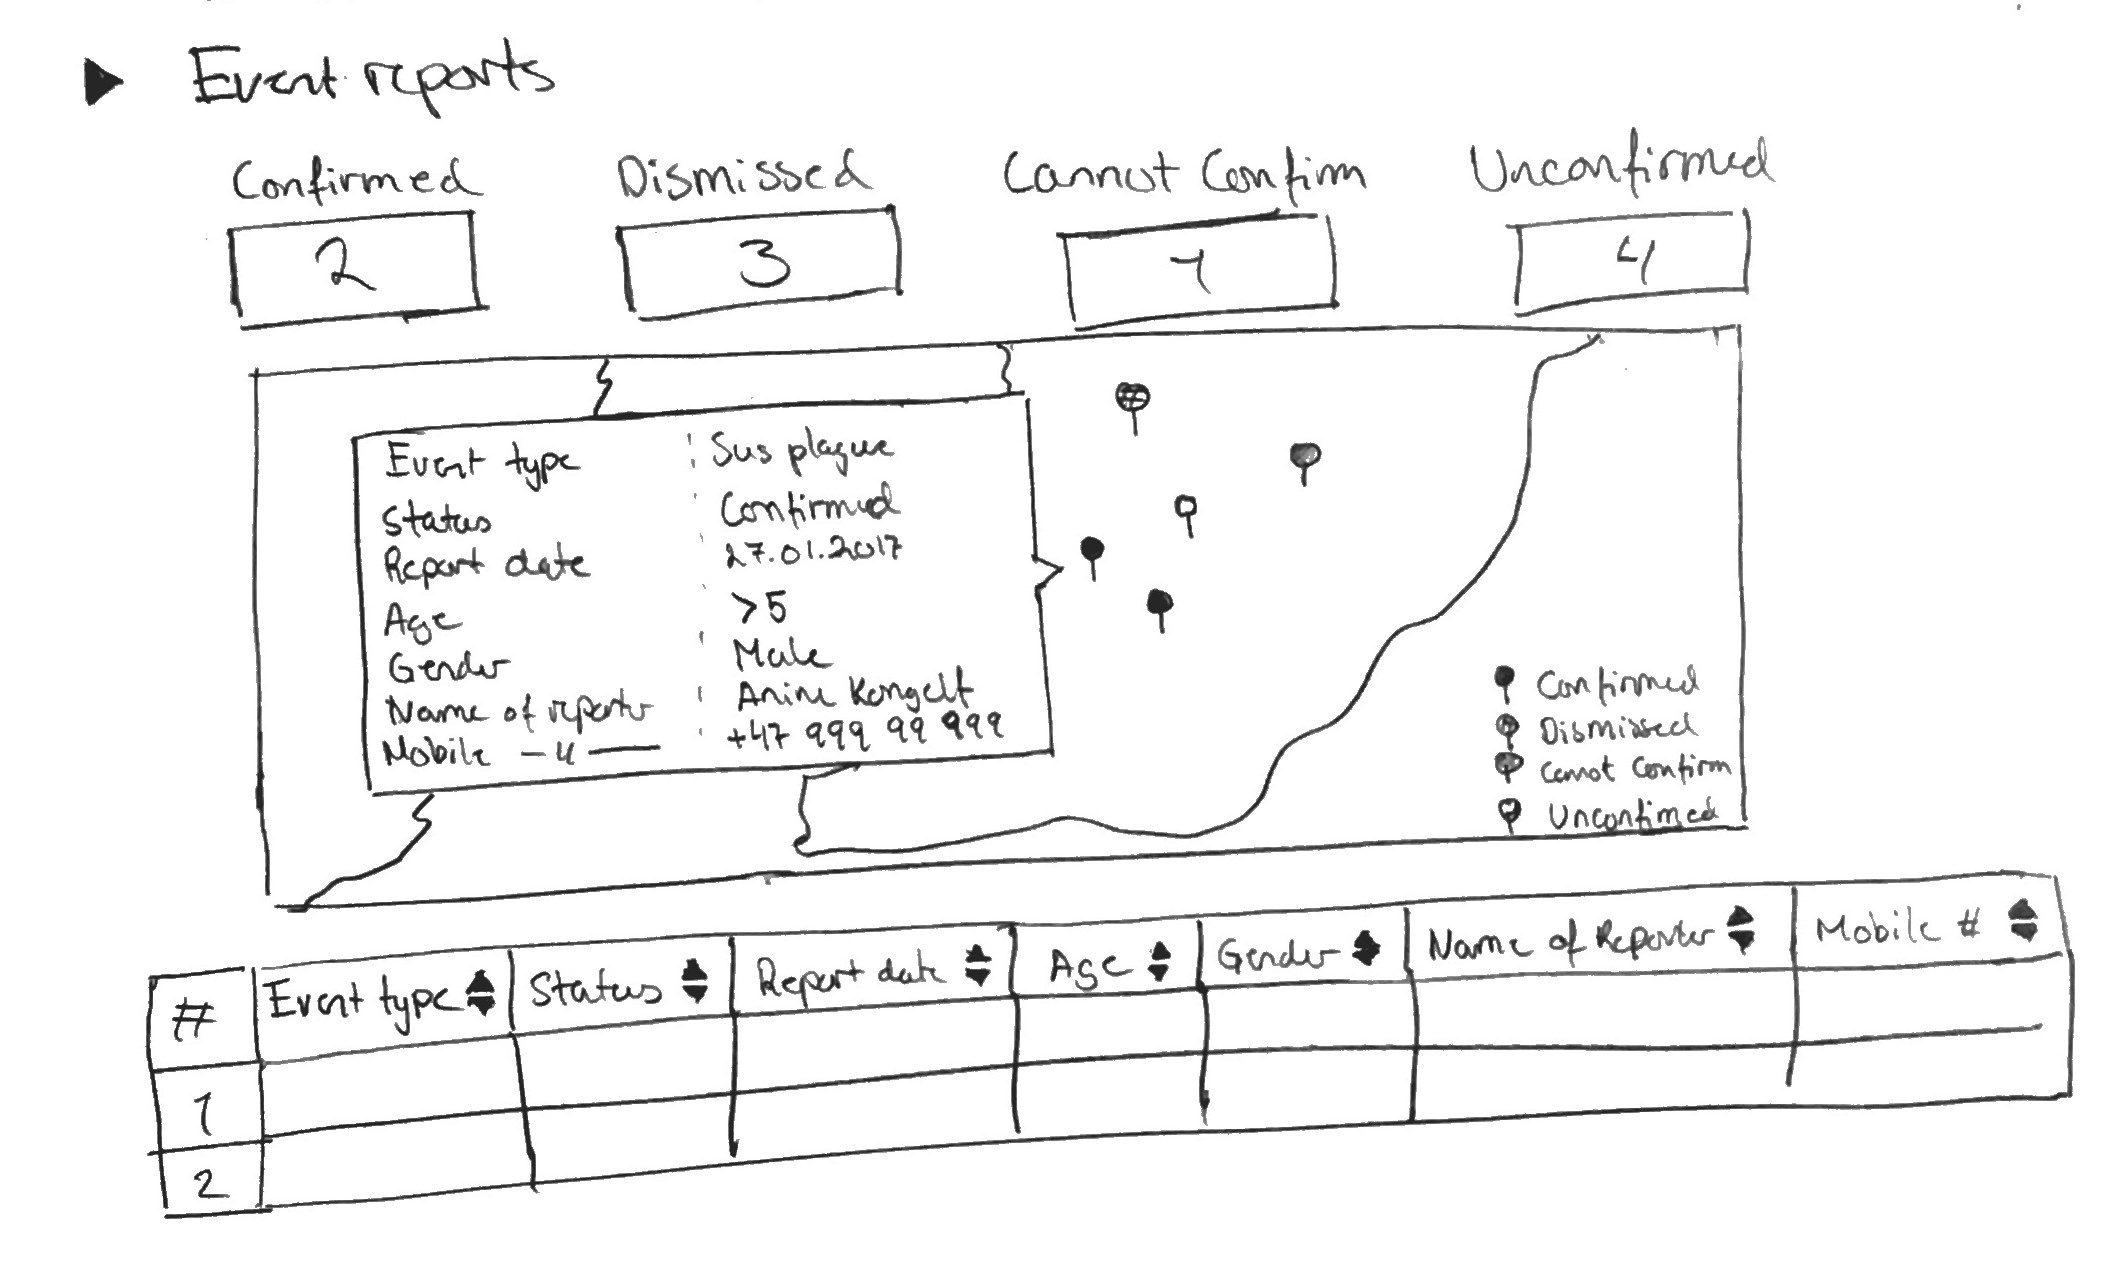 Event reports
Confirmed Dismissed Cannot Confirm Unconfirmed
2 3 1 4
Event type : Sus plague
Status : Confirmed
Report date : 27.01.2017
Age : >5
Gender : Male
Name of reporter : Anine Kongelf
Mobile -"- : +47 999 99 999
Confirmed
Dismissed
Cannot Confirm
Unconfirmed
# Event type Status Report date Age Gender Name of Reporter Mobile #
1
2